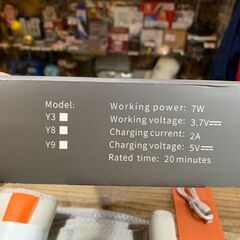 Model:
Y3
Y8
Y9
Working power: 7W
Working voltage: 3.7V⎓
Charging current: 2A
Charging voltage: 5V⎓
Rated time: 20 minutes